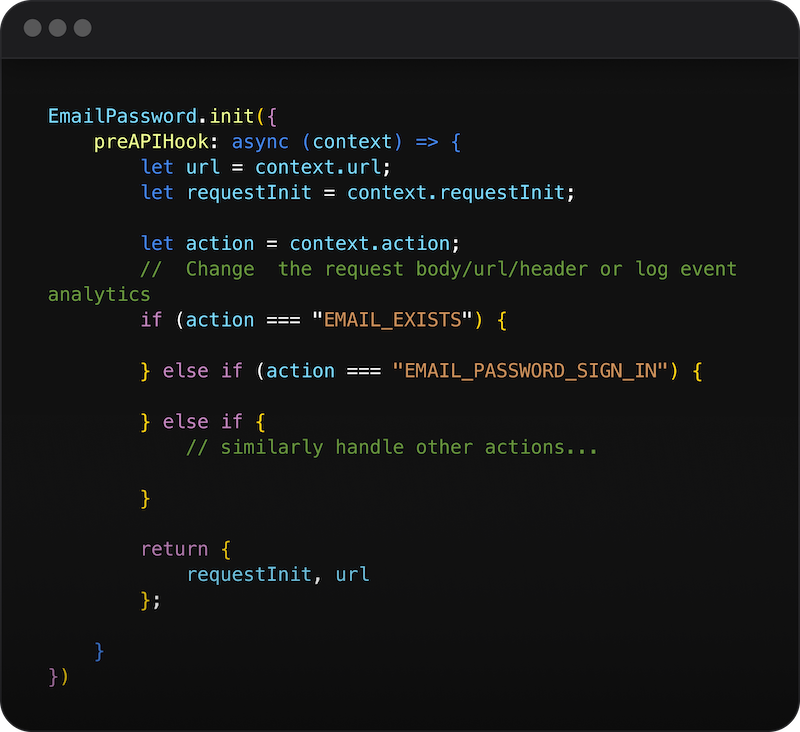 EmailPassword.init({
    preAPIHook: async (context) => {
        let url = context.url;
        let requestInit = context.requestInit;

        let action = context.action;
        //  Change  the request body/url/header or log event
analytics
        if (action === "EMAIL_EXISTS") {

        } else if (action === "EMAIL_PASSWORD_SIGN_IN") {

        } else if {
            // similarly handle other actions...

        }

        return {
            requestInit, url
        };

    }
})